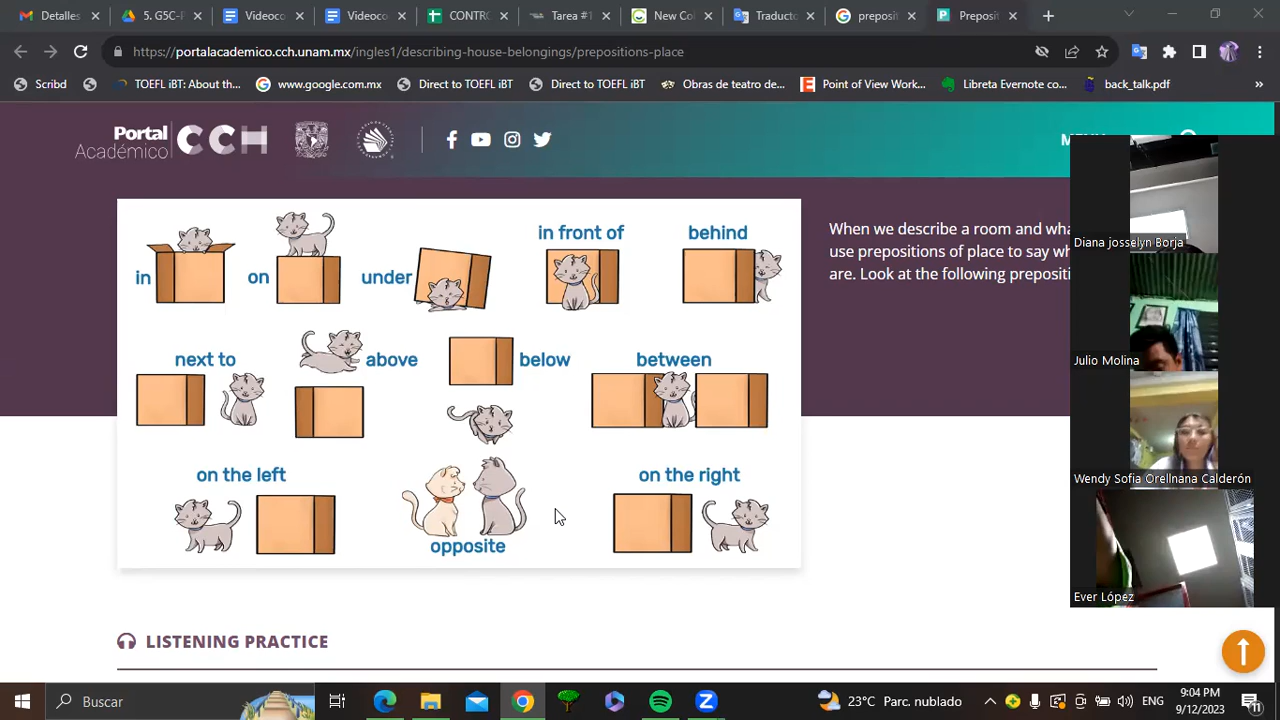 Detalles
5. G5C-F
Videoco
Videoco
CONTRO
Tarea #1
New Co
Traducto
preposit
Preposit
https://portalacademico.cch.unam.mx/ingles1/describing-house-belongings/prepositions-place
Scribd
TOEFL iBT: About th...
www.google.com.mx
Direct to TOEFL iBT
Direct to TOEFL iBT
Obras de teatro de...
Point of View Work...
Libreta Evernote co...
back_talk.pdf
»
Portal
Académico
CCH
in
on
under
in front of
behind
next to
above
below
between
on the left
opposite
on the right
When we describe a room and wha
use prepositions of place to say wh
are. Look at the following prepositi
Diana josselyn Borja
Julio Molina
Wendy Sofia Orellnana Calderón
Ever López
LISTENING PRACTICE
Buscar
23°C Parc. nublado
ENG
9:04 PM
9/12/2023
11